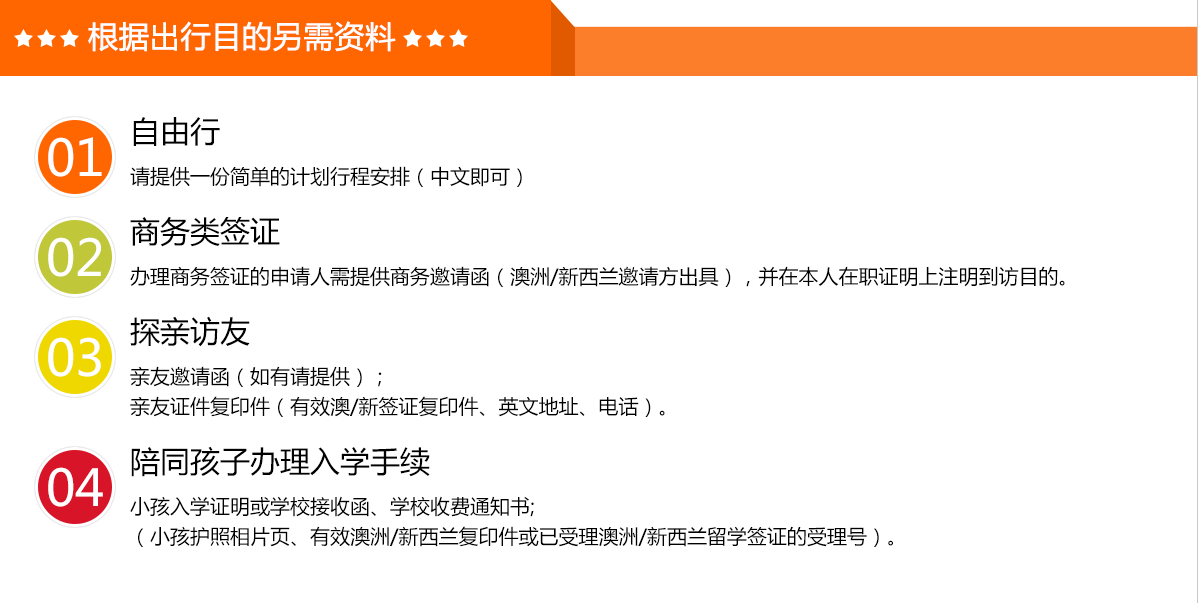 ★★★ 根据出行目的另需资料 ★★★
01 自由行
请提供一份简单的计划行程安排（中文即可）
02 商务类签证
办理商务签证的申请人需提供商务邀请函（澳洲/新西兰邀请方出具），并在本人在职证明上注明到访目的。
03 探亲访友
亲友邀请函（如有请提供）；
亲友证件复印件（有效澳/新签证复印件、英文地址、电话）。
04 陪同孩子办理入学手续
小孩入学证明或学校接收函、学校收费通知书;
（小孩护照相片页、有效澳洲/新西兰复印件或已受理澳洲/新西兰留学签证的受理号）。